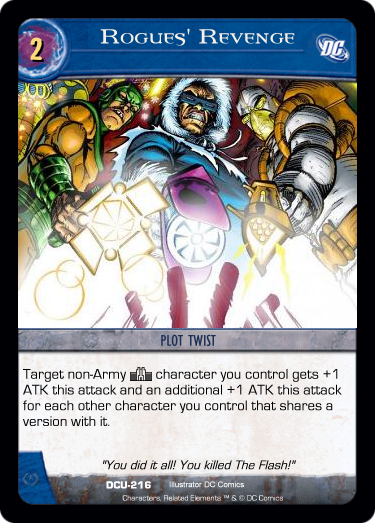 2
Rogues' Revenge
DC
PLOT TWIST
Target non-Army character you control gets +1
ATK this attack and an additional +1 ATK this attack
for each other character you control that shares a
version with it.
"You did it all! You killed The Flash!"
DCU-216 Illustrator DC Comics
Characters, Related Elements ™ & © DC Comics